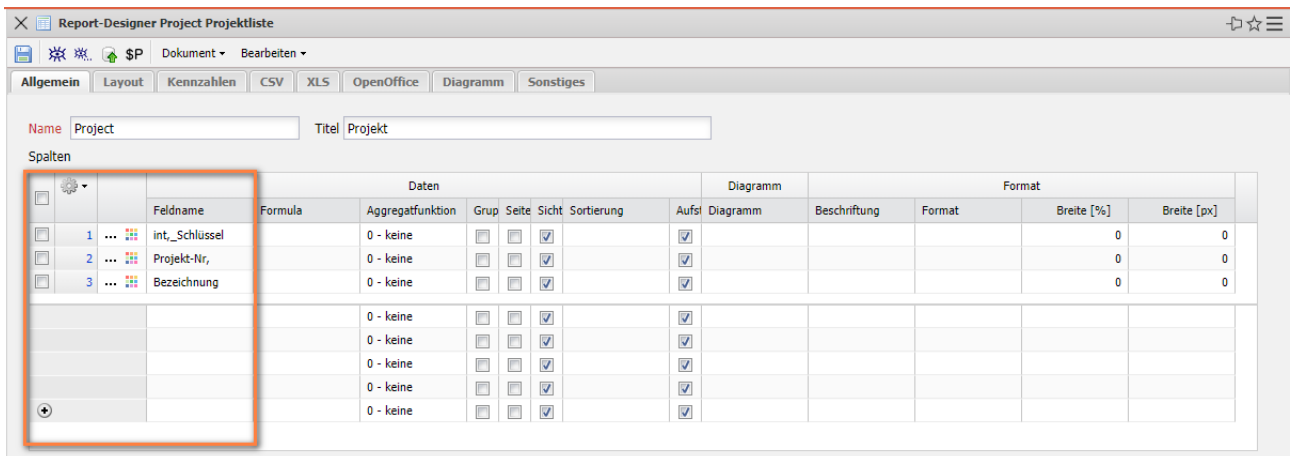 Report-Designer Project Projektliste
$P Dokument Bearbeiten
Allgemein Layout Kennzahlen CSV XLS OpenOffice Diagramm Sonstiges
Name Project Titel Projekt
Spalten
Daten Diagramm Format
Feldname Formula Aggregatfunktion Grup Seite Sicht Sortierung Aufst Diagramm Beschriftung Format Breite [%] Breite [px]
1 ... int,_Schlüssel 0 - keine 0 0
2 ... Projekt-Nr, 0 - keine 0 0
3 ... Bezeichnung 0 - keine 0 0
0 - keine
0 - keine
0 - keine
0 - keine
0 - keine